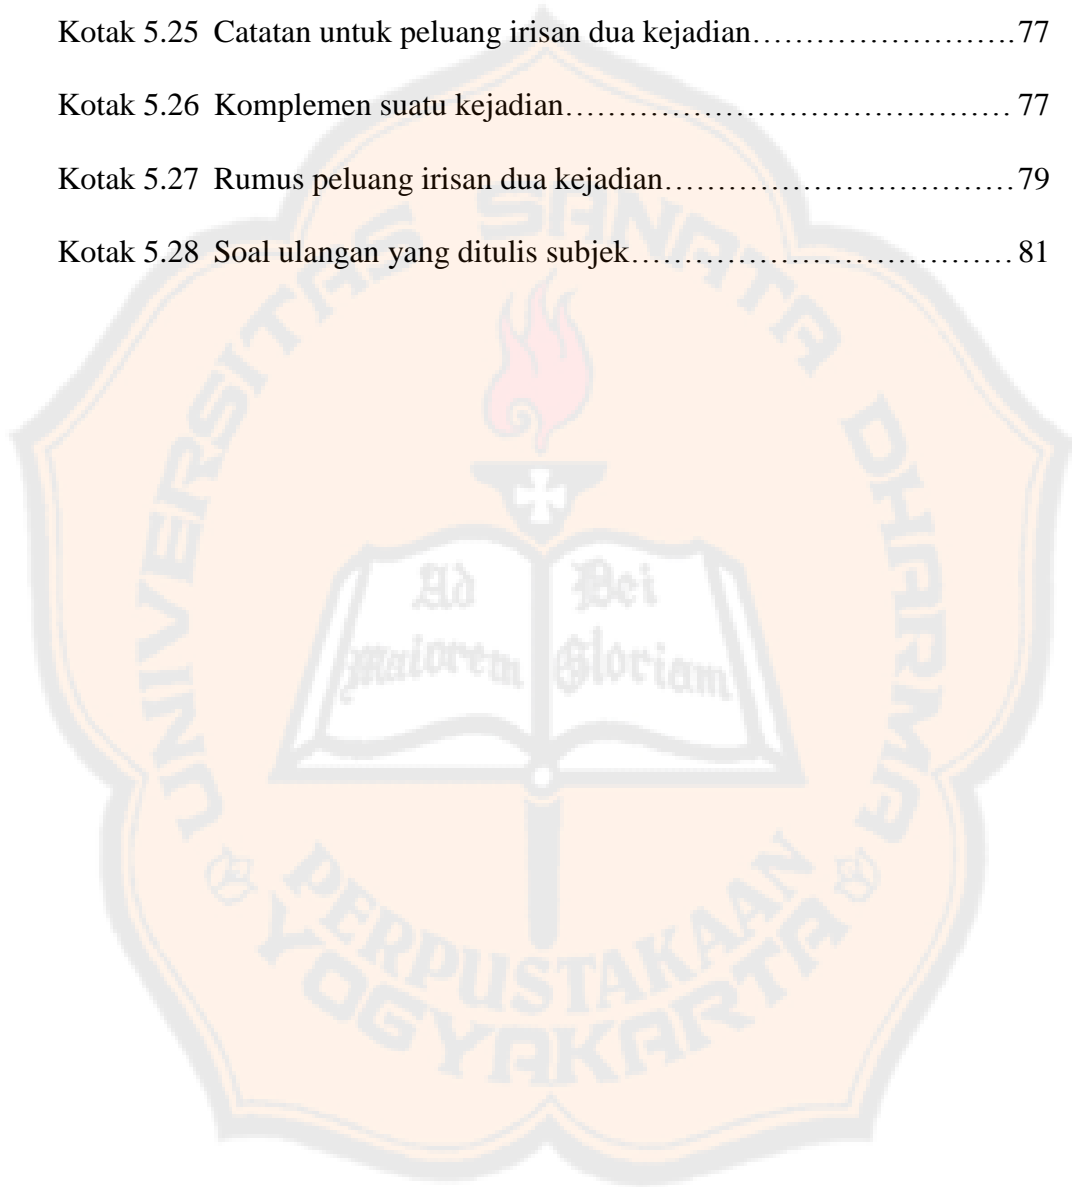 Kotak 5.25 Catatan untuk peluang irisan dua kejadian……………………. 77
Kotak 5.26 Komplemen suatu kejadian…………………………………… 77
Kotak 5.27 Rumus peluang irisan dua kejadian…………………………… 79
Kotak 5.28 Soal ulangan yang ditulis subjek……………………………… 81
UNIVERSITAS SANATA DHARMA
Ad Dei
maiorem Gloriam
PERPUSTAKAAN
YOGYAKARTA